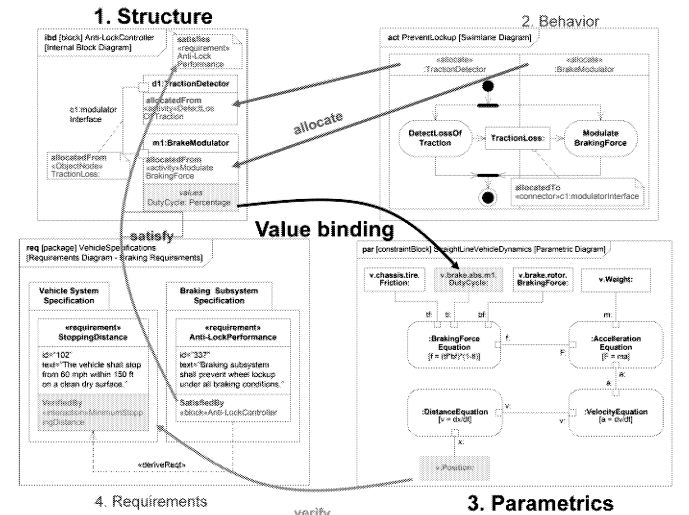 1. Structure
ibd [block] Anti-LockController
[Internal Block Diagram]
satisfies
«requirement»
Anti-Lock
Performance
d1:TractionDetector
allocatedFrom
«activity»DetectLos
OfTraction
c1:modulator
Interface
m1:BrakeModulator
allocatedFrom
«ObjectNode»
TractionLoss:
allocatedFrom
«activity»Modulate
BrakingForce
values
DutyCycle: Percentage
2. Behavior
act PreventLockup [Swimlane Diagram]
«allocate»
:TractionDetector
«allocate»
:BrakeModulator
DetectLossOf
Traction
TractionLoss:
Modulate
BrakingForce
allocatedTo
«connector»c1:modulatorInterface
allocate
satisfy
Value binding
req [package] VehicleSpecifications
[Requirements Diagram - Braking Requirements]
Vehicle System
Specification
Braking Subsystem
Specification
«requirement»
StoppingDistance
id="102"
text="The vehicle shall stop
from 60 mph within 150 ft
on a clean dry surface."
VerifiedBy
«interaction»MinimumStopp
ingDistance
«requirement»
Anti-LockPerformance
id="337"
text="Braking subsystem
shall prevent wheel lockup
under all braking conditions."
SatisfiedBy
«block»Anti-LockController
«deriveReqt»
4. Requirements
par [constraintBlock] StraightLineVehicleDynamics [Parametric Diagram]
v.chassis.tire.
Friction:
v.brake.abs.m1.
DutyCycle:
v.brake.rotor.
BrakingForce:
v.Weight:
tf:
tl:
bf:
m:
:BrakingForce
Equation
[f = (tf*bf)*(1-tl)]
f:
F:
:Accelleration
Equation
[F = ma]
a:
a:
:DistanceEquation
[v = dx/dt]
v:
v:
:VelocityEquation
[a = dv/dt]
x:
v.Position:
3. Parametrics
verify